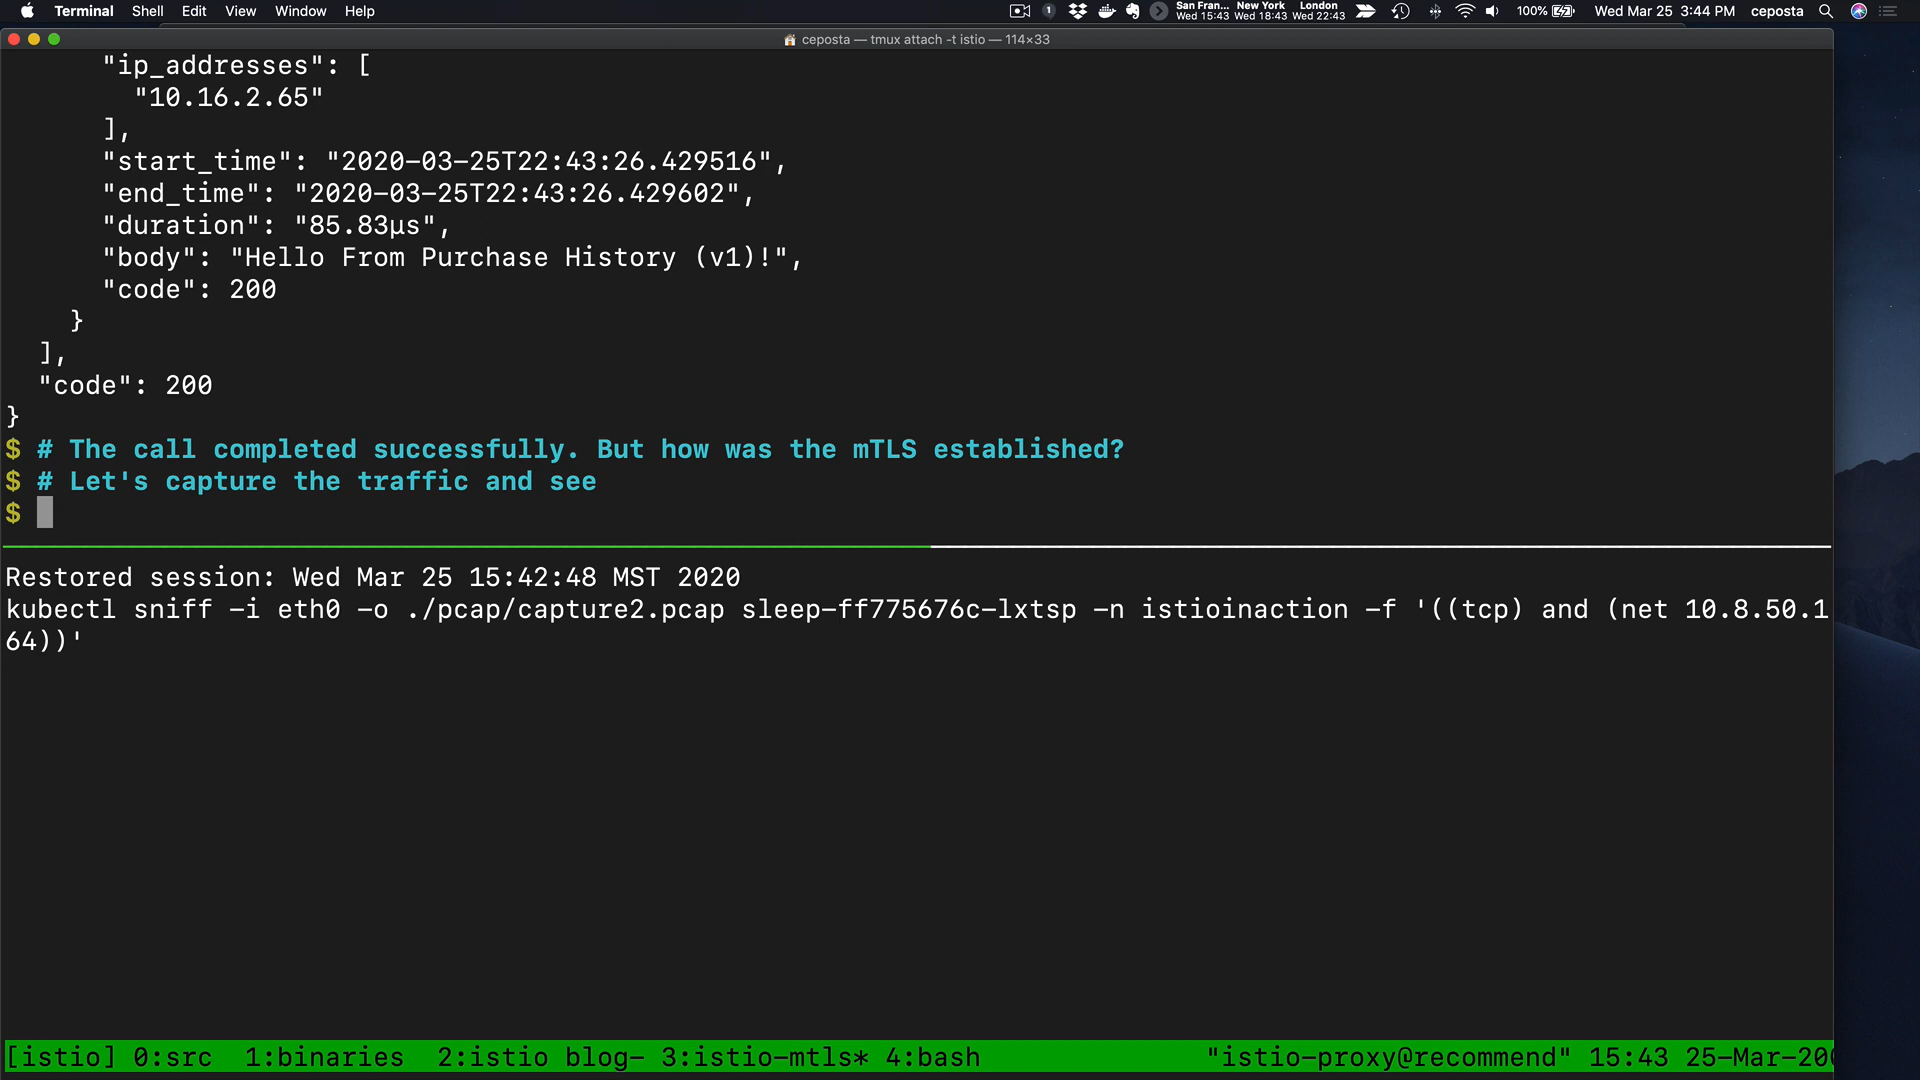 Terminal Shell Edit View Window Help
1 San Fran... New York London 100% Wed Mar 25 3:44 PM ceposta
Wed 15:43 Wed 18:43 Wed 22:43
ceposta — tmux attach -t istio — 114×33
"ip_addresses": [
"10.16.2.65"
],
"start_time": "2020-03-25T22:43:26.429516",
"end_time": "2020-03-25T22:43:26.429602",
"duration": "85.83µs",
"body": "Hello From Purchase History (v1)!",
"code": 200
}
],
"code": 200
}
$ # The call completed successfully. But how was the mTLS established?
$ # Let's capture the traffic and see
$
Restored session: Wed Mar 25 15:42:48 MST 2020
kubectl sniff -i eth0 -o ./pcap/capture2.pcap sleep-ff775676c-lxtsp -n istioinaction -f '((tcp) and (net 10.8.50.1
64))'
[istio] 0:src 1:binaries 2:istio blog- 3:istio-mtls* 4:bash "istio-proxy@recommend" 15:43 25-Mar-20